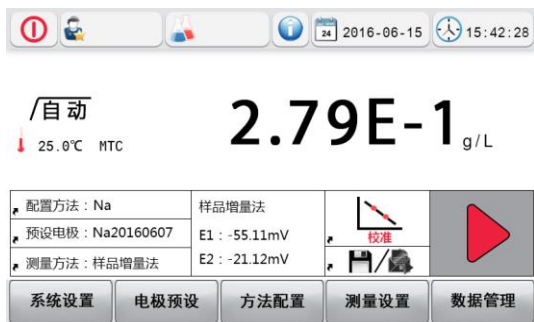 24 2016-06-15 15:42:28
/自动
25.0℃ MTC
2.79E-1 g/L
配置方法：Na
预设电极：Na20160607
测量方法：样品增量法
样品增量法
E1：-55.11mV
E2：-21.12mV
校准
系统设置 电极预设 方法配置 测量设置 数据管理